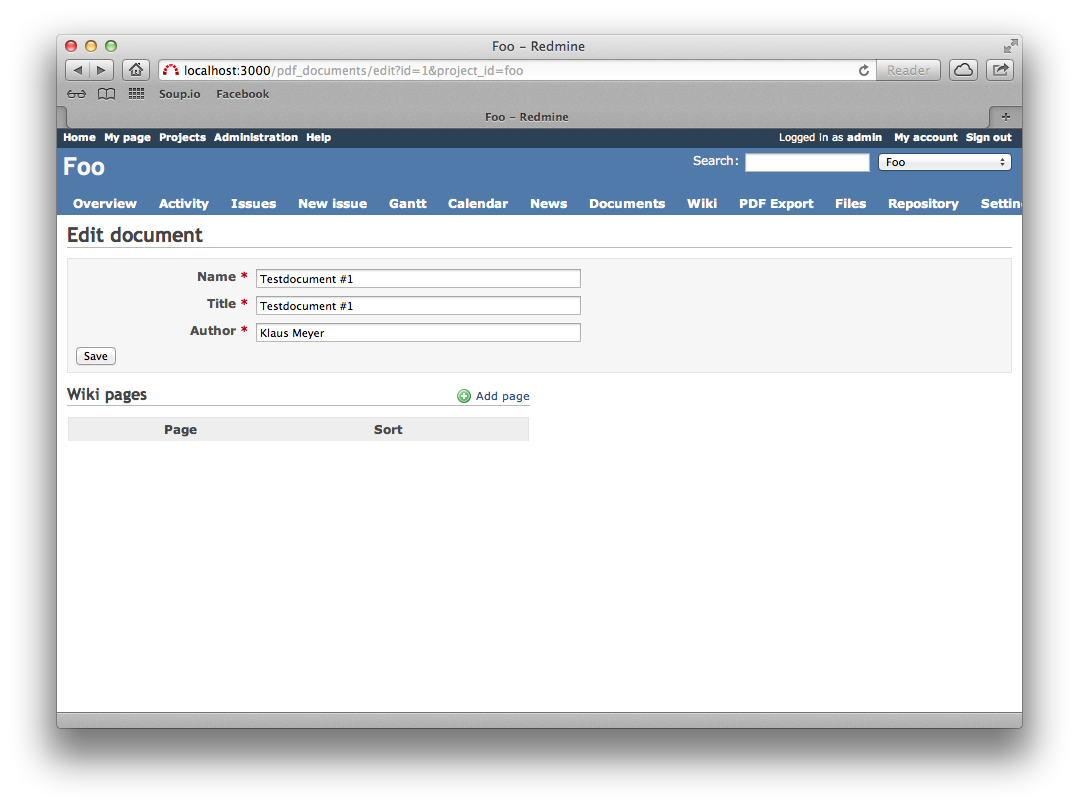 Foo – Redmine
localhost:3000/pdf_documents/edit?id=1&project_id=foo Reader
Soup.io Facebook
Foo – Redmine
Home My page Projects Administration Help Logged in as admin My account Sign out
Foo Search: Foo
Overview Activity Issues New issue Gantt Calendar News Documents Wiki PDF Export Files Repository Settin
Edit document
Name * Testdocument #1
Title * Testdocument #1
Author * Klaus Meyer
Save
Wiki pages Add page
Page Sort